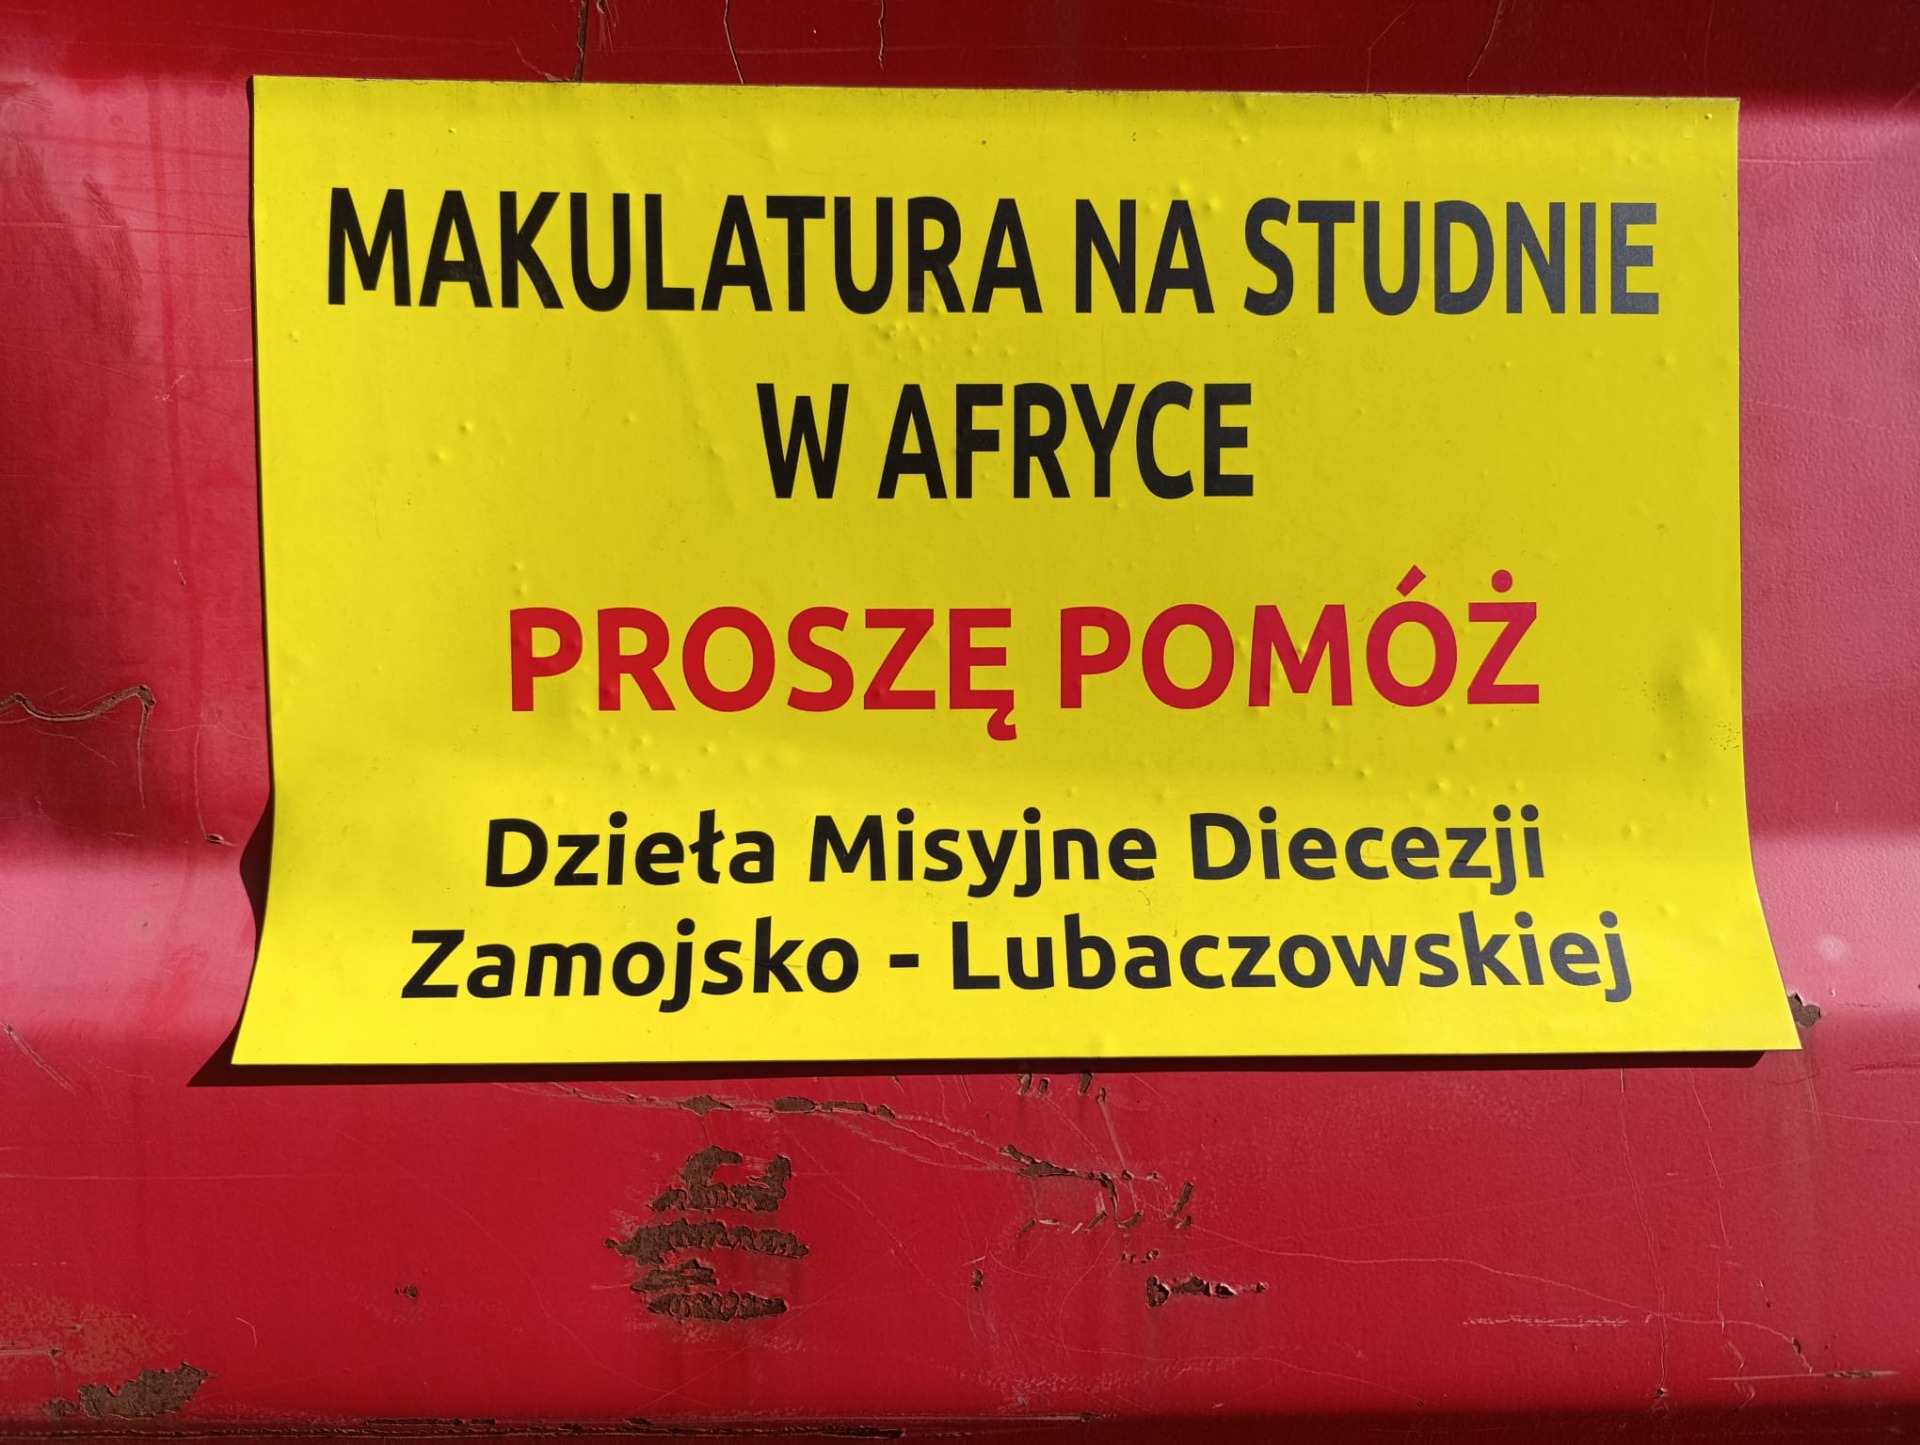 MAKULATURA NA STUDNIE
W AFRYCE
PROSZĘ POMÓŻ
Dzieła Misyjne Diecezji
Zamojsko - Lubaczowskiej